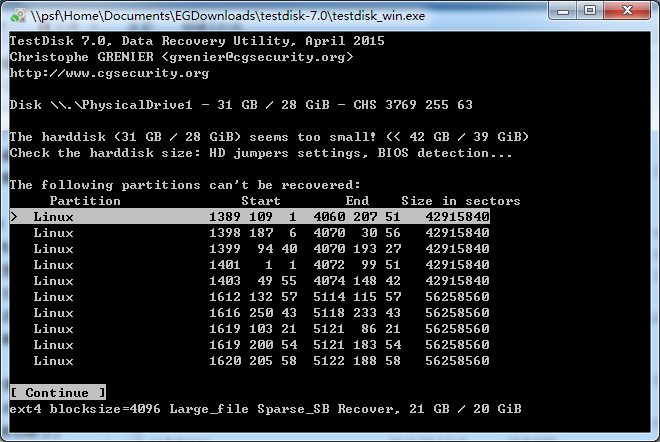 \\psf\Home\Documents\EGDownloads\testdisk-7.0\testdisk_win.exe
TestDisk 7.0, Data Recovery Utility, April 2015
Christophe GRENIER <grenier@cgsecurity.org>
http://www.cgsecurity.org
Disk \\.\PhysicalDrive1 - 31 GB / 28 GiB - CHS 3769 255 63
The harddisk (31 GB / 28 GiB) seems too small! (< 42 GB / 39 GiB)
Check the harddisk size: HD jumpers settings, BIOS detection...
The following partitions can't be recovered:
Partition Start End Size in sectors
> Linux 1389 109 1 4060 207 51 42915840
Linux 1398 187 6 4070 30 56 42915840
Linux 1399 94 40 4070 193 27 42915840
Linux 1401 1 1 4072 99 51 42915840
Linux 1403 49 55 4074 148 42 42915840
Linux 1612 132 57 5114 115 57 56258560
Linux 1616 250 43 5118 233 43 56258560
Linux 1619 103 21 5121 86 21 56258560
Linux 1619 200 54 5121 183 54 56258560
Linux 1620 205 58 5122 188 58 56258560
[ Continue ]
ext4 blocksize=4096 Large_file Sparse_SB Recover, 21 GB / 20 GiB